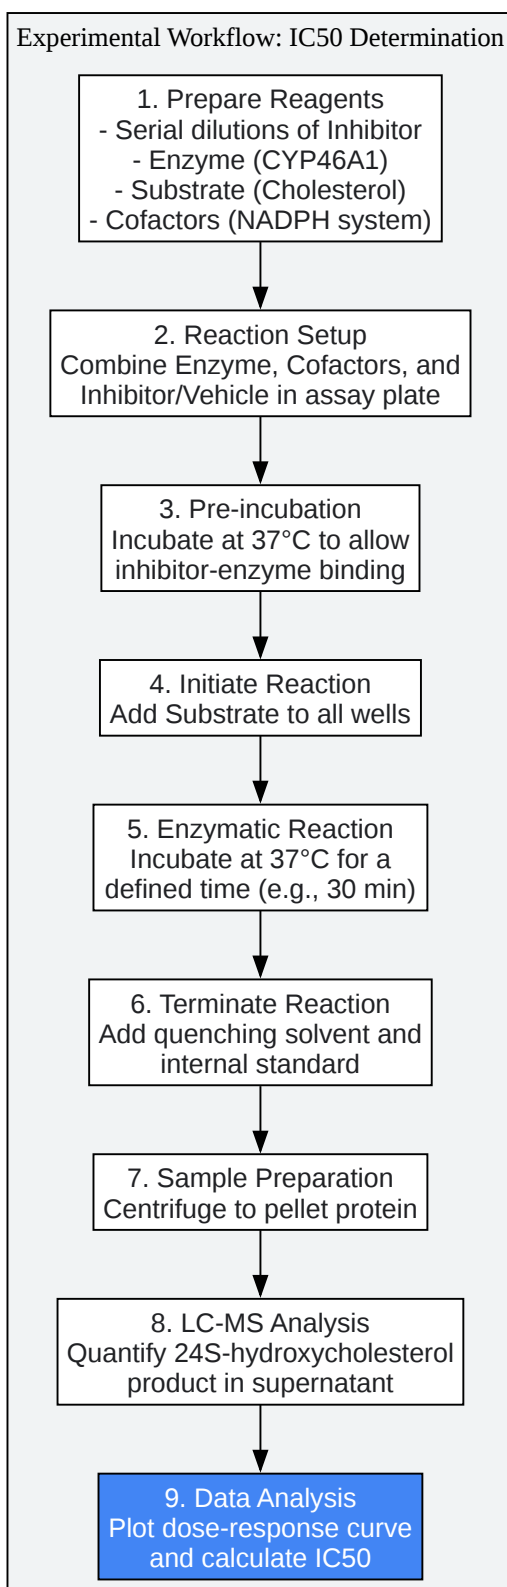 Experimental Workflow: IC50 Determination
1. Prepare Reagents
- Serial dilutions of Inhibitor
- Enzyme (CYP46A1)
- Substrate (Cholesterol)
- Cofactors (NADPH system)
2. Reaction Setup
Combine Enzyme, Cofactors, and
Inhibitor/Vehicle in assay plate
3. Pre-incubation
Incubate at 37°C to allow
inhibitor-enzyme binding
4. Initiate Reaction
Add Substrate to all wells
5. Enzymatic Reaction
Incubate at 37°C for a
defined time (e.g., 30 min)
6. Terminate Reaction
Add quenching solvent and
internal standard
7. Sample Preparation
Centrifuge to pellet protein
8. LC-MS Analysis
Quantify 24S-hydroxycholesterol
product in supernatant
9. Data Analysis
Plot dose-response curve
and calculate IC50